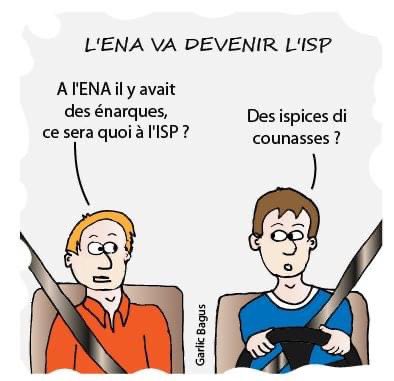 L'ENA VA DEVENIR L'ISP
A l'ENA il y avait
des énarques,
ce sera quoi à l'ISP ?
Des ispices di
counasses ?
Garlic Bagus